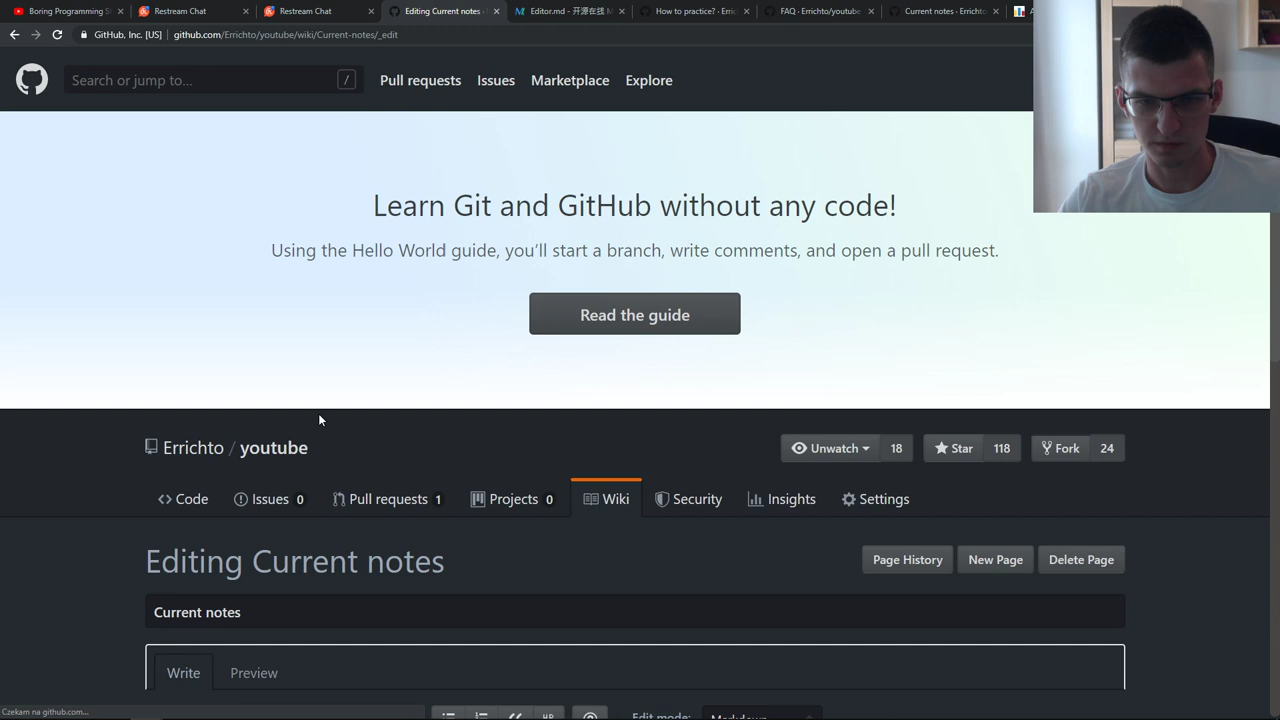 Boring Programming St
Restream Chat
Restream Chat
Editing Current notes
Editor.md - 开源在线 M
How to practice? · Erric
FAQ · Errichto/youtube
Current notes · Errichto
GitHub, Inc. [US]
github.com/Errichto/youtube/wiki/Current-notes/_edit
Search or jump to...
/
Pull requests
Issues
Marketplace
Explore
Learn Git and GitHub without any code!
Using the Hello World guide, you’ll start a branch, write comments, and open a pull request.
Read the guide
Errichto / youtube
Unwatch 18
Star 118
Fork 24
Code
Issues 0
Pull requests 1
Projects 0
Wiki
Security
Insights
Settings
Editing Current notes
Page History
New Page
Delete Page
Current notes
Write
Preview
Edit mode:
Markdown
Czekam na github.com...